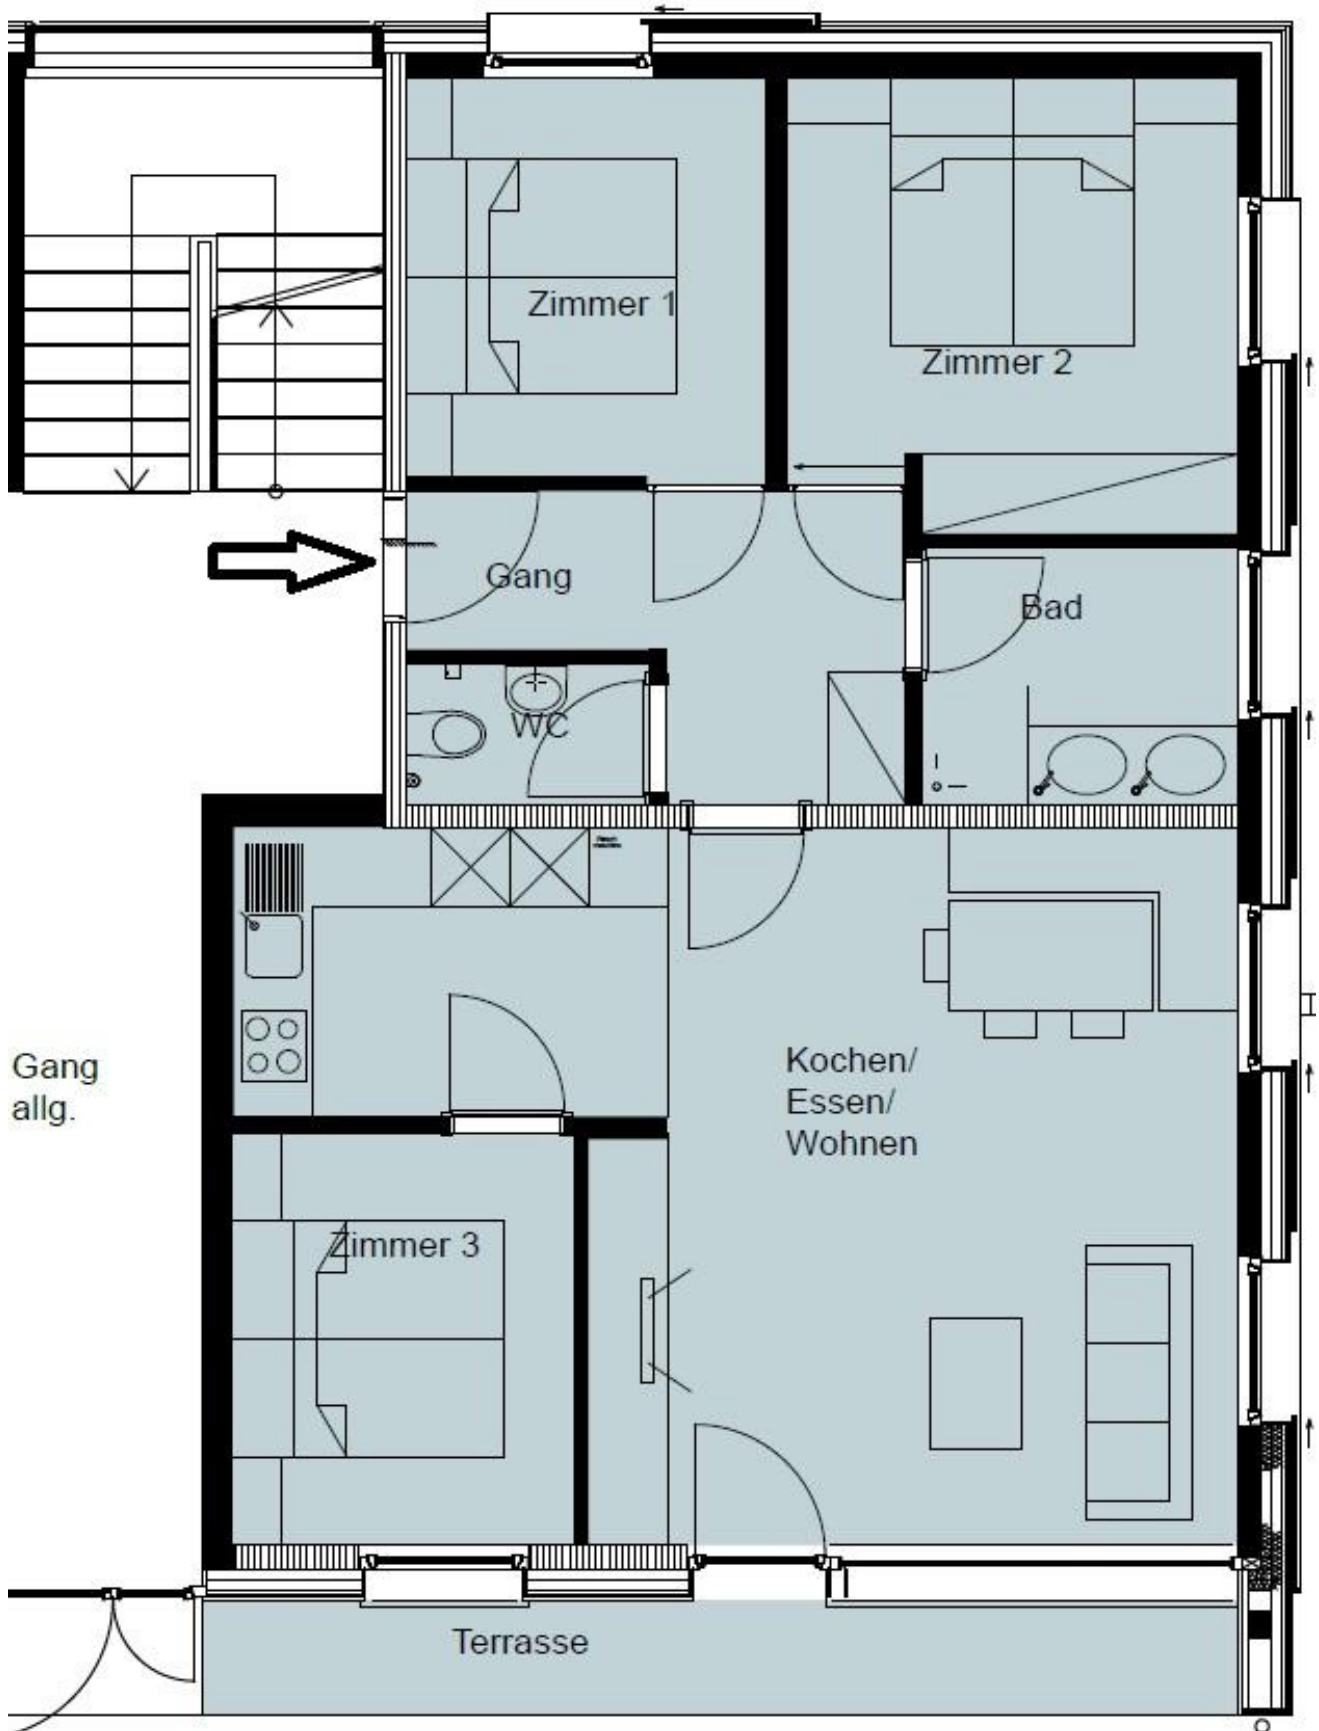 Zimmer 1
Zimmer 2
Gang
Bad
WC
Gang
allg.
Kochen/
Essen/
Wohnen
Zimmer 3
Terrasse